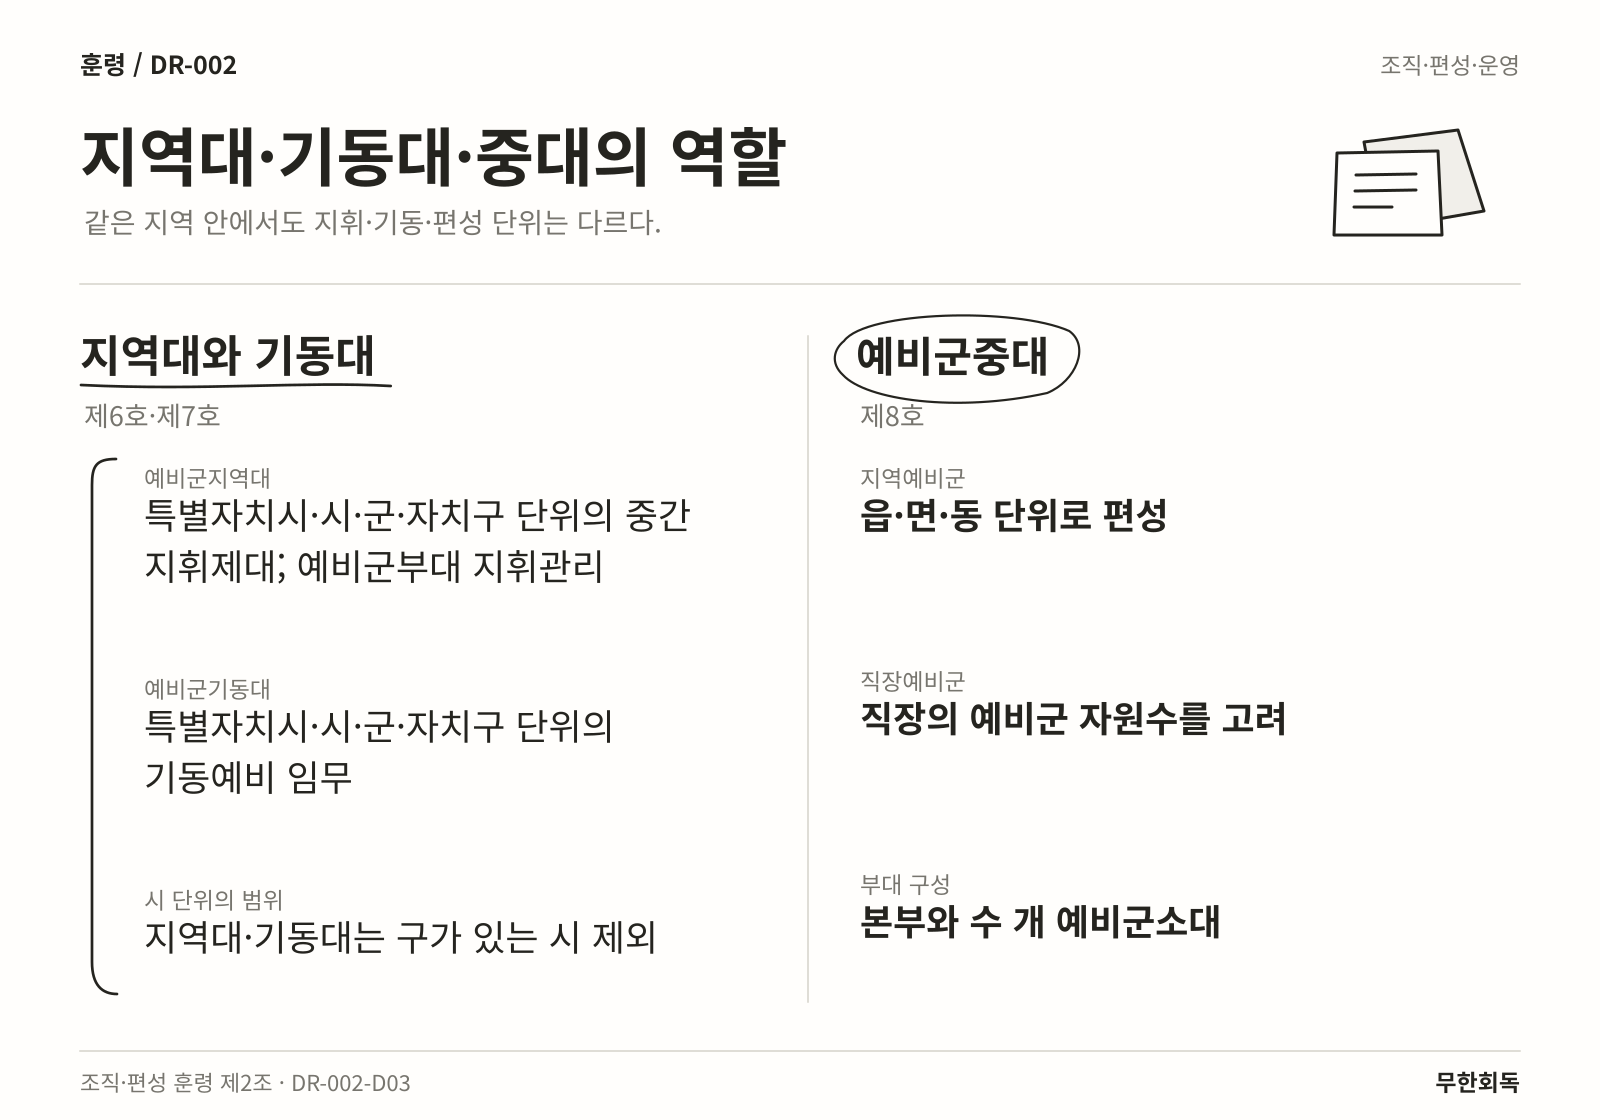 훈령 / DR-002
조직·편성·운영
지역대·기동대·중대의 역할
같은 지역 안에서도 지휘·기동·편성 단위는 다르다.
지역대와 기동대
제6호·제7호
예비군지역대
특별자치시·시·군·자치구 단위의 중간
지휘제대; 예비군부대 지휘관리
예비군기동대
특별자치시·시·군·자치구 단위의
기동예비 임무
시 단위의 범위
지역대·기동대는 구가 있는 시 제외
예비군중대
제8호
지역예비군
읍·면·동 단위로 편성
직장예비군
직장의 예비군 자원수를 고려
부대 구성
본부와 수 개 예비군소대
조직·편성 훈령 제2조 · DR-002-D03
무한회독